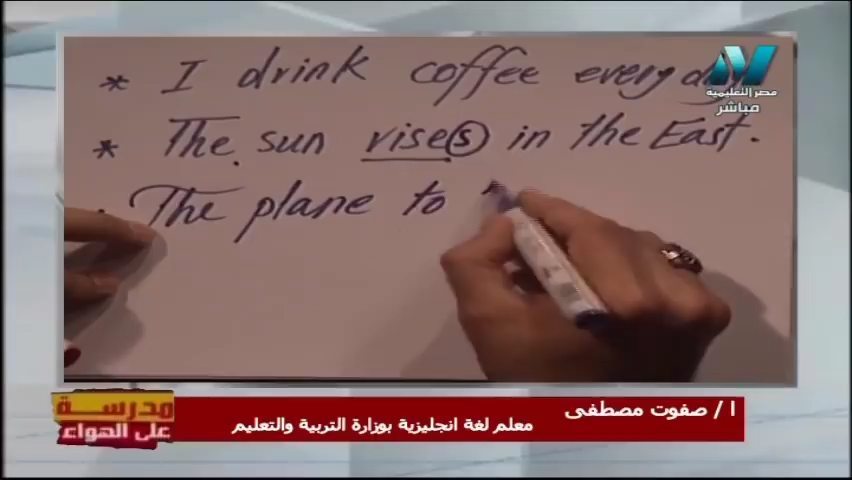 * I drink coffee every day
* The sun rises in the East.
. The plane to
مصر التعليمية
مباشر
مدرسة
على الهواء
ا / صفوت مصطفى
معلم لغة انجليزية بوزارة التربية والتعليم